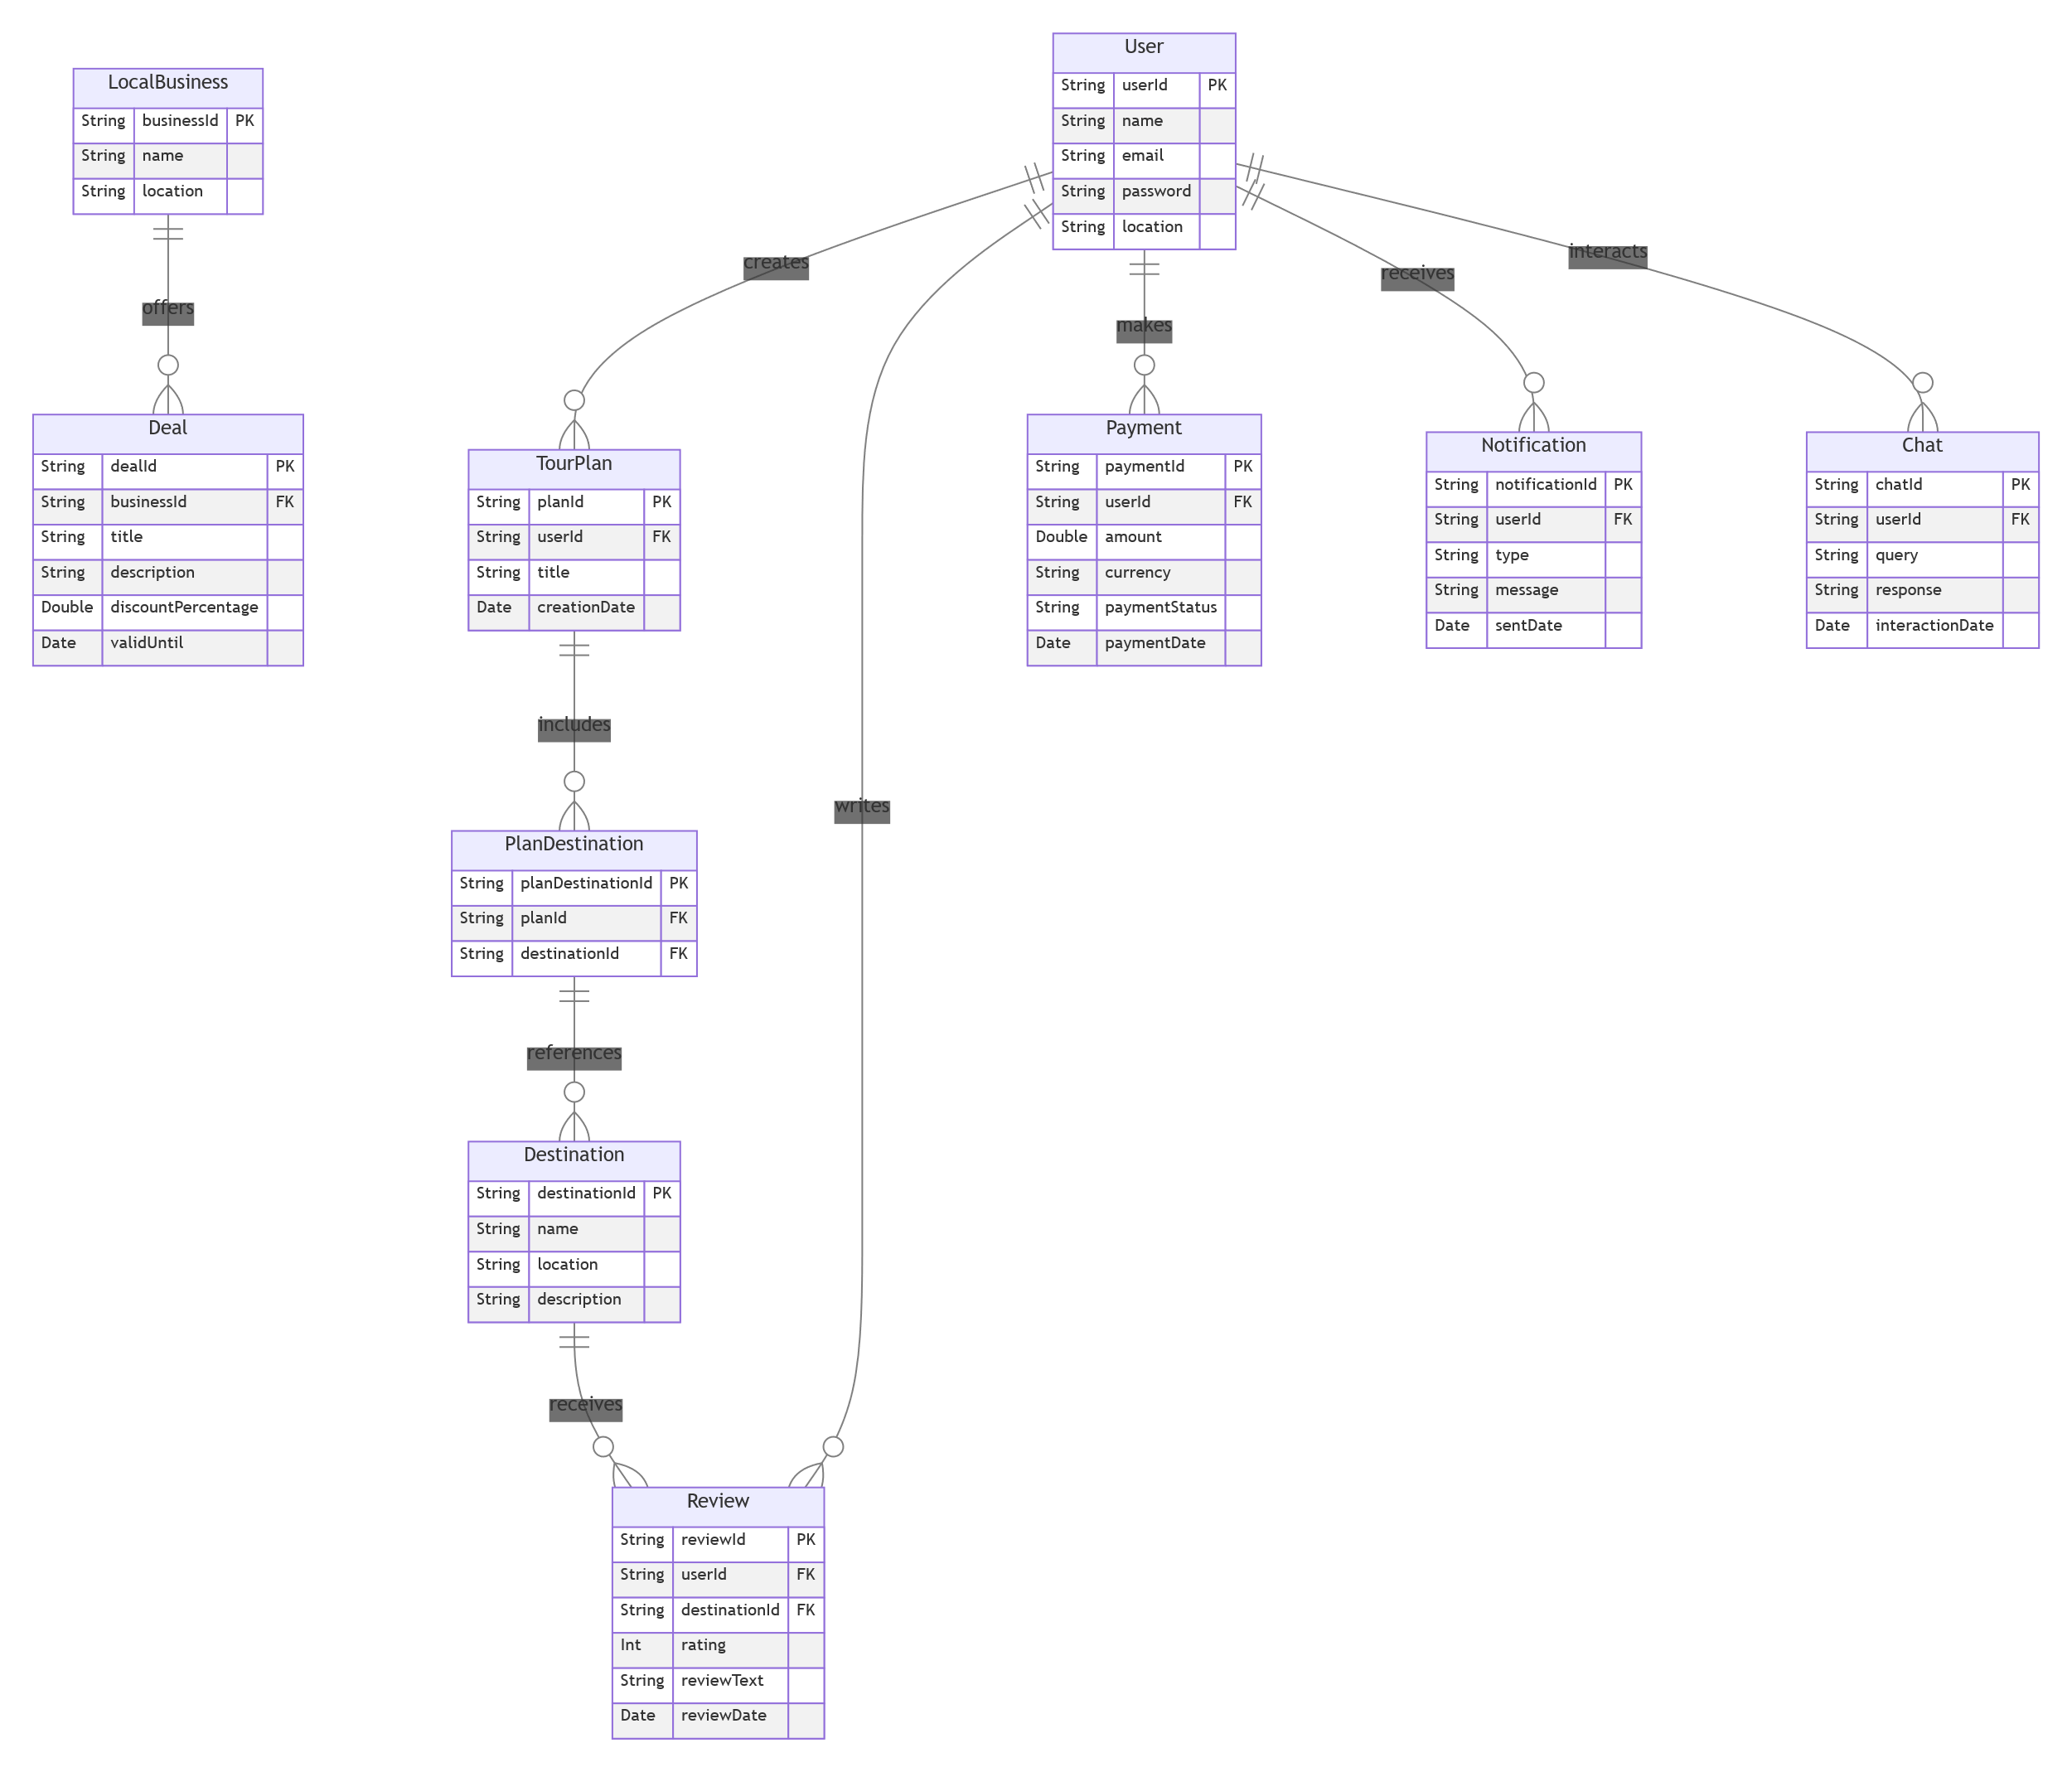 User
String userId PK
String name
String email
String password
String location
LocalBusiness
String businessId PK
String name
String location
creates
interacts
receives
offers
makes
Deal
String dealId PK
String businessId FK
String title
String description
Double discountPercentage
Date validUntil
TourPlan
String planId PK
String userId FK
String title
Date creationDate
Payment
String paymentId PK
String userId FK
Double amount
String currency
String paymentStatus
Date paymentDate
Notification
String notificationId PK
String userId FK
String type
String message
Date sentDate
Chat
String chatId PK
String userId FK
String query
String response
Date interactionDate
includes
writes
PlanDestination
String planDestinationId PK
String planId FK
String destinationId FK
references
Destination
String destinationId PK
String name
String location
String description
receives
Review
String reviewId PK
String userId FK
String destinationId FK
Int rating
String reviewText
Date reviewDate